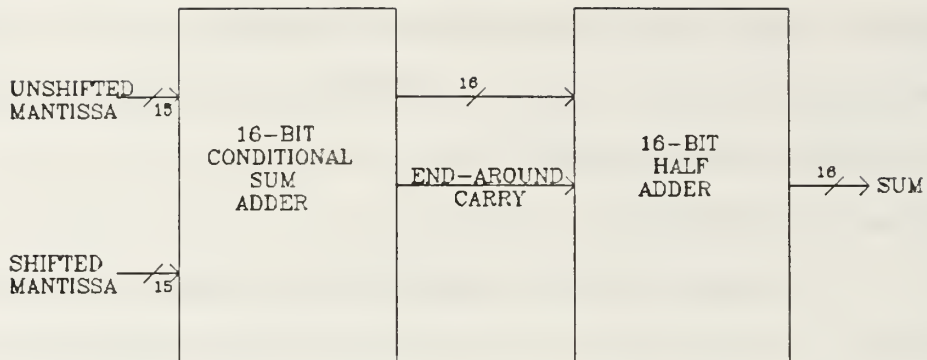 UNSHIFTED
MANTISSA
15
16-BIT
CONDITIONAL
SUM
ADDER
SHIFTED
MANTISSA
15
16
END-AROUND
CARRY
16-BIT
HALF
ADDER
16
SUM